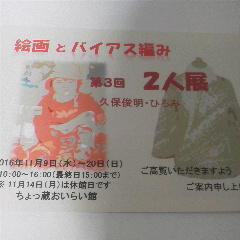 絵画とバイアス編み
第3回 2人展
久保俊明・ひろみ
2016年11月9日(水)~20日(日)
10:00~16:00(最終日15:00まで)
※11月14日(月)は休館日です
ちょっ蔵おいらい館
ご高覧いただきますよう
ご案内申し上